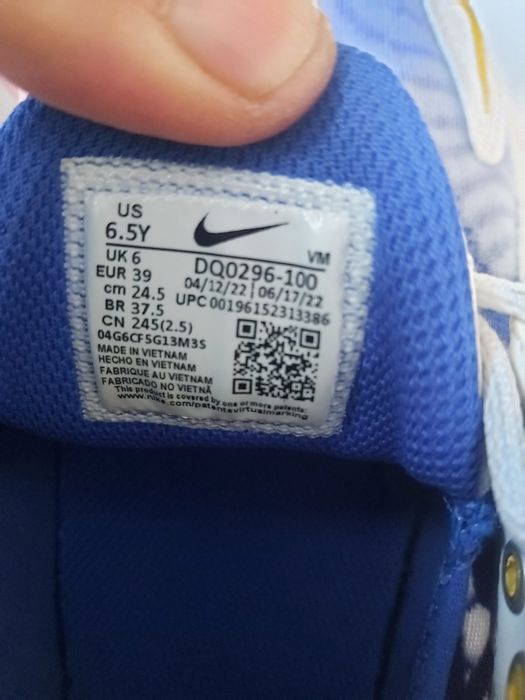 US
6.5Y
VM
UK 6
DQ0296-100
EUR 39
04/12/22 | 06/17/22
cm 24.5
UPC 00196152313386
BR 37.5
CN 245(2.5)
04G6CF5G13M3S
MADE IN VIETNAM
HECHO EN VIETNAM
FABRIQUE AU VIETNAM
FABRICADO NO VIETNÃ
This product is covered by one or more patents:
www.nike.com/patentsvirtualmarking